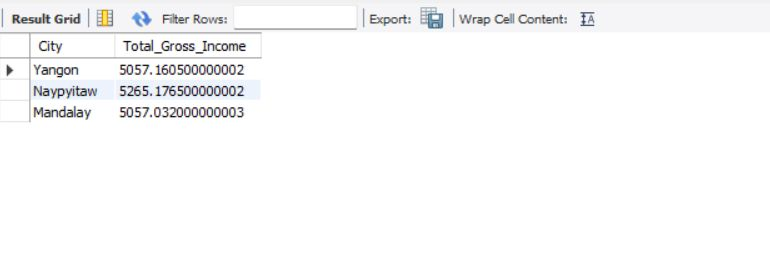 Result Grid Filter Rows: Export: Wrap Cell Content: IA
City Total_Gross_Income
Yangon 5057.160500000002
Naypyitaw 5265.176500000002
Mandalay 5057.032000000003